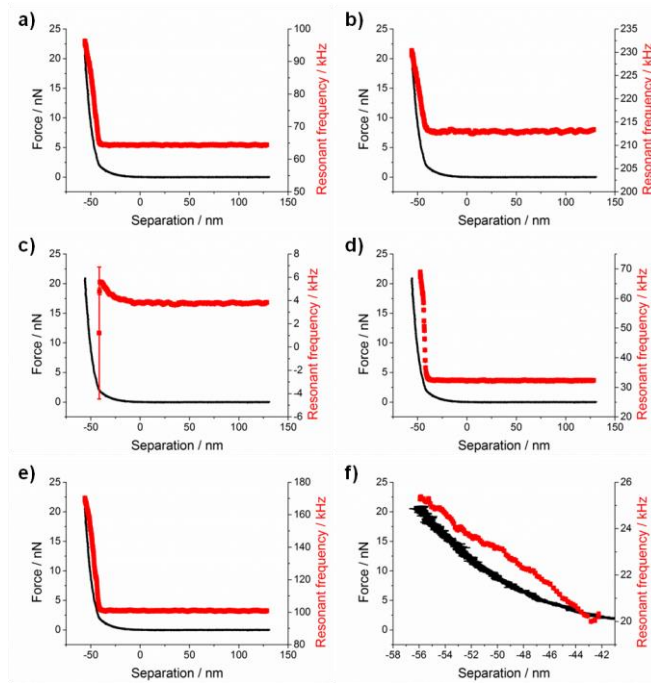 a)
25
20
15
10
5
0
Force / nN
100
90
80
70
60
50
Resonant frequency / kHz
-50 0 50 100 150
Separation / nm
b)
25
20
15
10
5
0
Force / nN
235
230
225
220
215
210
205
200
Resonant frequency / kHz
-50 0 50 100 150
Separation / nm
c)
25
20
15
10
5
0
Force / nN
8
6
4
2
0
-2
-4
-6
Resonant frequency / kHz
-50 0 50 100 150
Separation / nm
d)
25
20
15
10
5
0
Force / nN
70
60
50
40
30
20
Resonant frequency / kHz
-50 0 50 100 150
Separation / nm
e)
25
20
15
10
5
0
Force / nN
180
160
140
120
100
80
Resonant frequency / kHz
-50 0 50 100 150
Separation / nm
f)
25
20
15
10
5
0
Force / nN
26
24
22
20
Resonant frequency / kHz
-58 -56 -54 -52 -50 -48 -46 -44 -42
Separation / nm